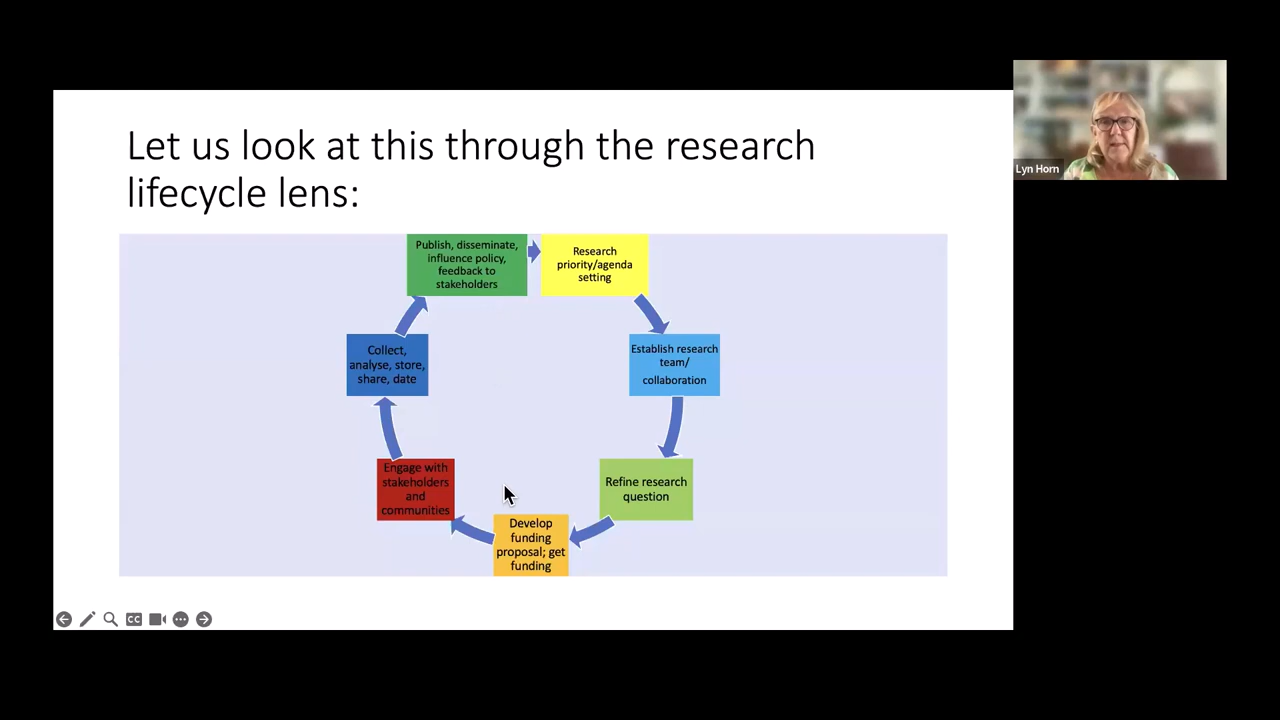 Let us look at this through the research
lifecycle lens:
Lyn Horn
Publish, disseminate,
influence policy,
feedback to
stakeholders
Research
priority/agenda
setting
Establish research
team/
collaboration
Refine research
question
Develop
funding
proposal; get
funding
Engage with
stakeholders
and
communities
Collect,
analyse, store,
share, date
CC